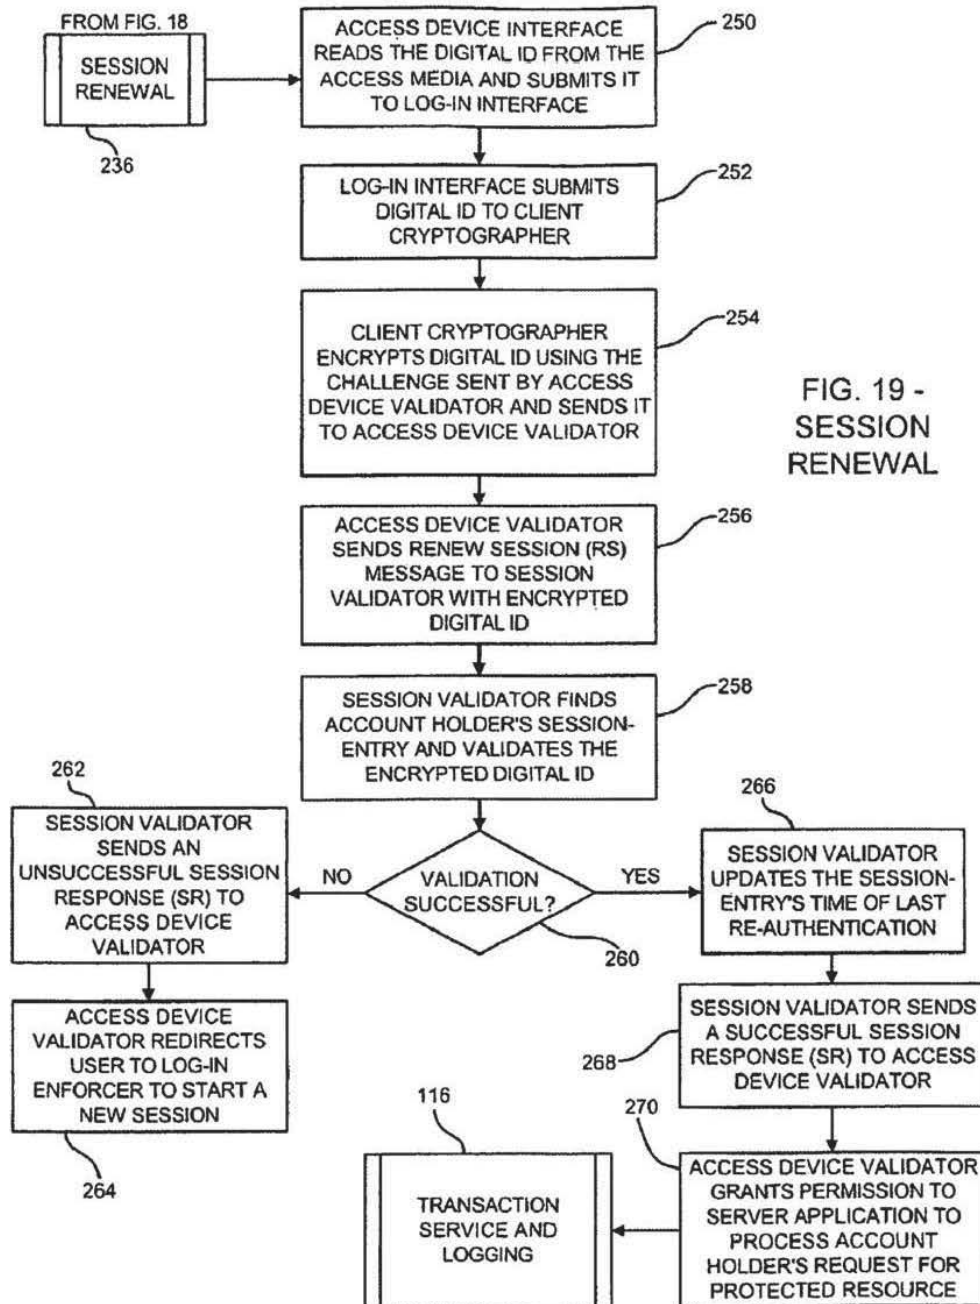 FROM FIG. 18
SESSION
RENEWAL
236
ACCESS DEVICE INTERFACE
READS THE DIGITAL ID FROM THE
ACCESS MEDIA AND SUBMITS IT
TO LOG-IN INTERFACE
250
LOG-IN INTERFACE SUBMITS
DIGITAL ID TO CLIENT
CRYPTOGRAPHER
252
CLIENT CRYPTOGRAPHER
ENCRYPTS DIGITAL ID USING THE
CHALLENGE SENT BY ACCESS
DEVICE VALIDATOR AND SENDS IT
TO ACCESS DEVICE VALIDATOR
254
FIG. 19 -
SESSION
RENEWAL
ACCESS DEVICE VALIDATOR
SENDS RENEW SESSION (RS)
MESSAGE TO SESSION
VALIDATOR WITH ENCRYPTED
DIGITAL ID
256
SESSION VALIDATOR FINDS
ACCOUNT HOLDER'S SESSION-
ENTRY AND VALIDATES THE
ENCRYPTED DIGITAL ID
258
VALIDATION
SUCCESSFUL?
260
NO
YES
262
SESSION VALIDATOR
SENDS AN
UNSUCCESSFUL SESSION
RESPONSE (SR) TO
ACCESS DEVICE
VALIDATOR
ACCESS DEVICE
VALIDATOR REDIRECTS
USER TO LOG-IN
ENFORCER TO START A
NEW SESSION
264
266
SESSION VALIDATOR
UPDATES THE SESSION-
ENTRY'S TIME OF LAST
RE-AUTHENTICATION
SESSION VALIDATOR SENDS
A SUCCESSFUL SESSION
RESPONSE (SR) TO ACCESS
DEVICE VALIDATOR
268
270
ACCESS DEVICE VALIDATOR
GRANTS PERMISSION TO
SERVER APPLICATION TO
PROCESS ACCOUNT
HOLDER'S REQUEST FOR
PROTECTED RESOURCE
116
TRANSACTION
SERVICE AND
LOGGING